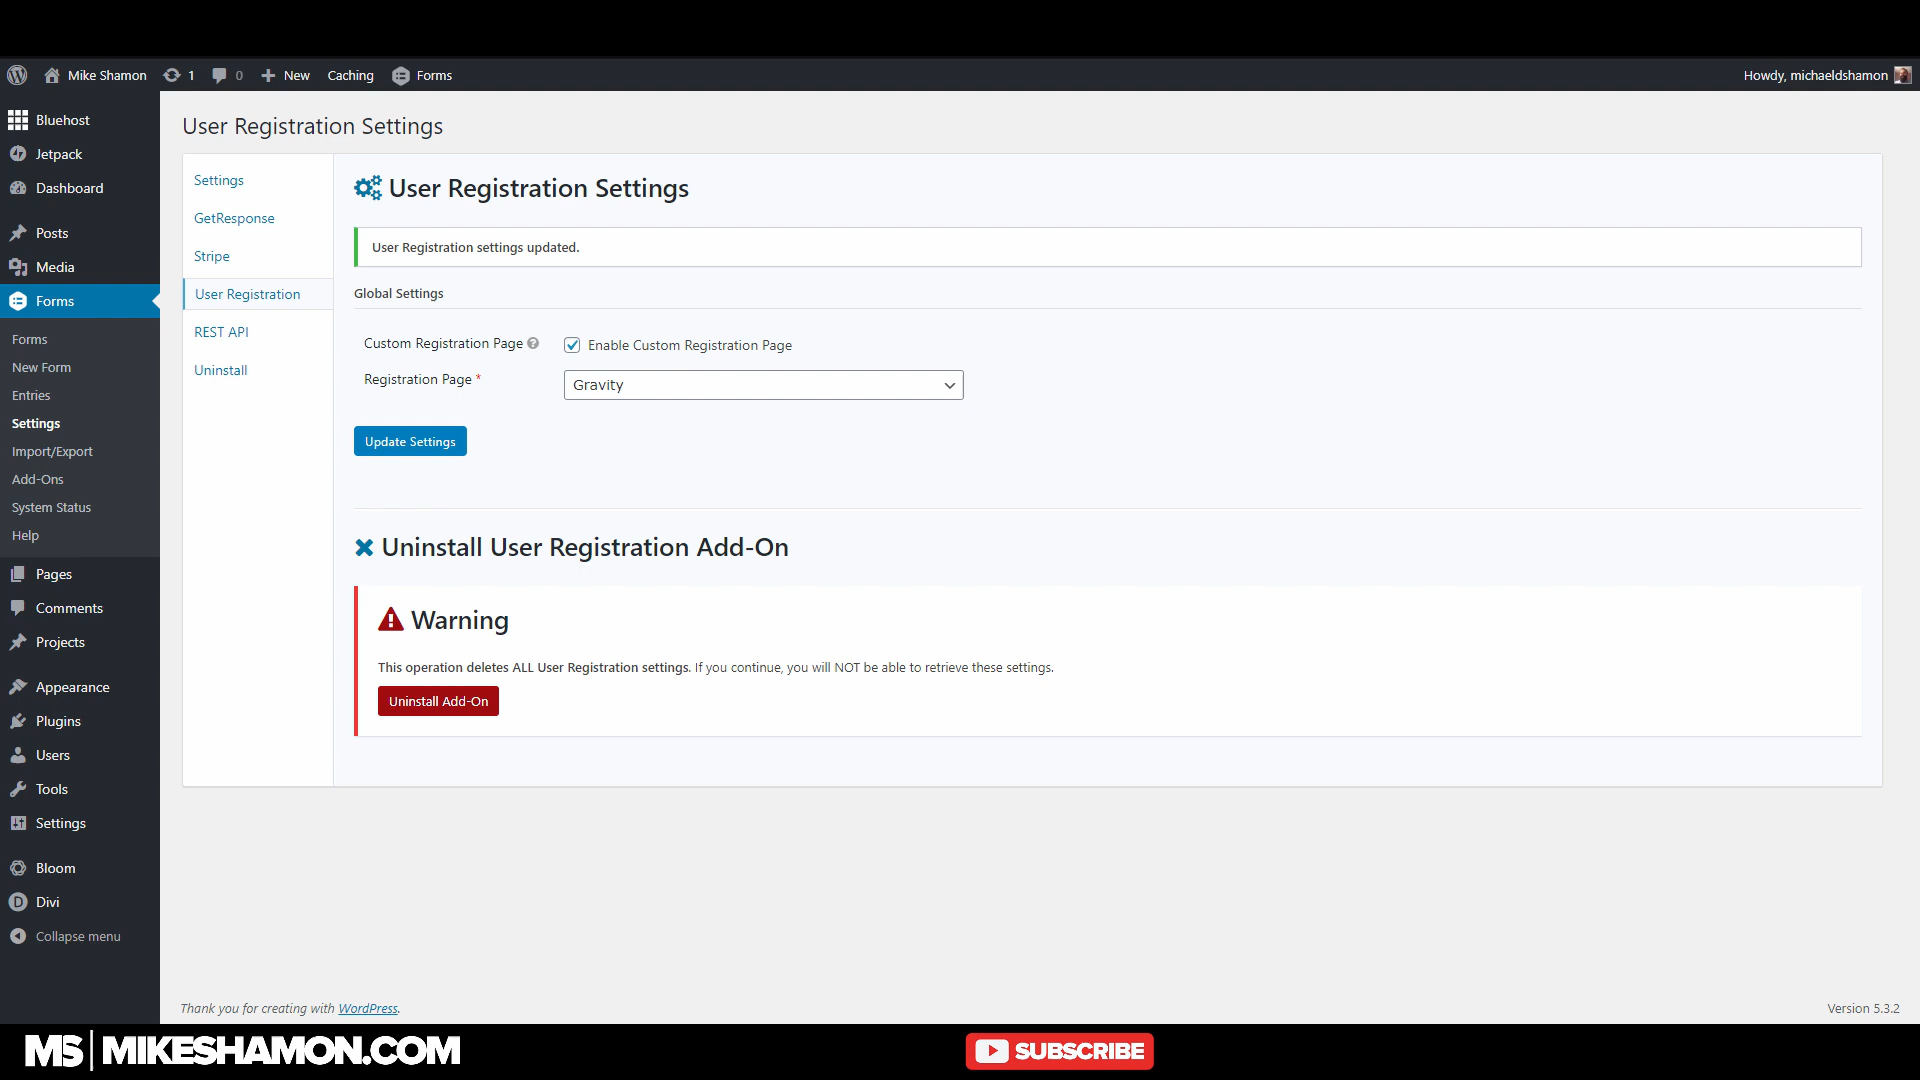 Mike Shamon
1
0
New
Caching
Forms
Howdy, michaeldshamon
Bluehost
Jetpack
Dashboard
Posts
Media
Forms
Forms
New Form
Entries
Settings
Import/Export
Add-Ons
System Status
Help
Pages
Comments
Projects
Appearance
Plugins
Users
Tools
Settings
Bloom
Divi
Collapse menu
User Registration Settings
Settings
GetResponse
Stripe
User Registration
REST API
Uninstall
User Registration Settings
User Registration settings updated.
Global Settings
Custom Registration Page
Enable Custom Registration Page
Registration Page *
Gravity
Update Settings
Uninstall User Registration Add-On
Warning
This operation deletes ALL User Registration settings. If you continue, you will NOT be able to retrieve these settings.
Uninstall Add-On
Thank you for creating with WordPress.
Version 5.3.2
MS MIKESHAMON.COM
SUBSCRIBE